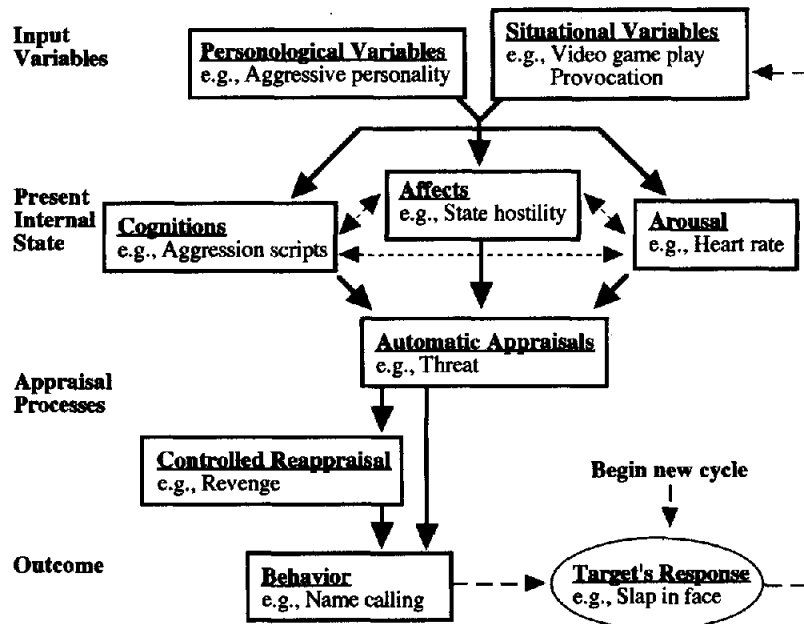 Input
Variables
Personological Variables
e.g., Aggressive personality
Situational Variables
e.g., Video game play
Provocation
Present
Internal
State
Cognitions
e.g., Aggression scripts
Affects
e.g., State hostility
Arousal
e.g., Heart rate
Appraisal
Processes
Automatic Appraisals
e.g., Threat
Controlled Reappraisal
e.g., Revenge
Begin new cycle
Outcome
Behavior
e.g., Name calling
Target's Response
e.g., Slap in face